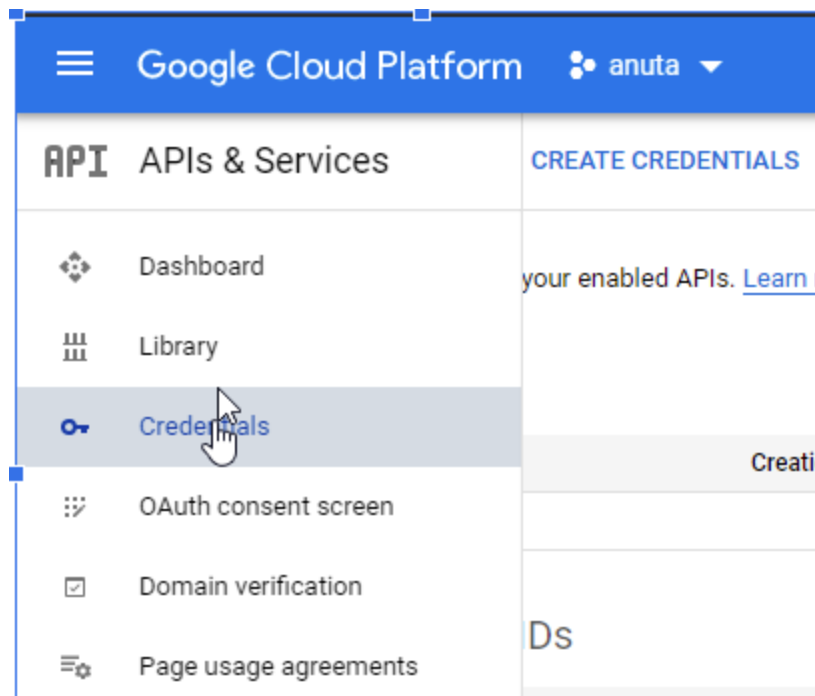 Google Cloud Platform anuta
API APIs & Services CREATE CREDENTIALS
Dashboard
your enabled APIs. Learn
Library
Credentials
Creati
OAuth consent screen
Domain verification
IDs
Page usage agreements